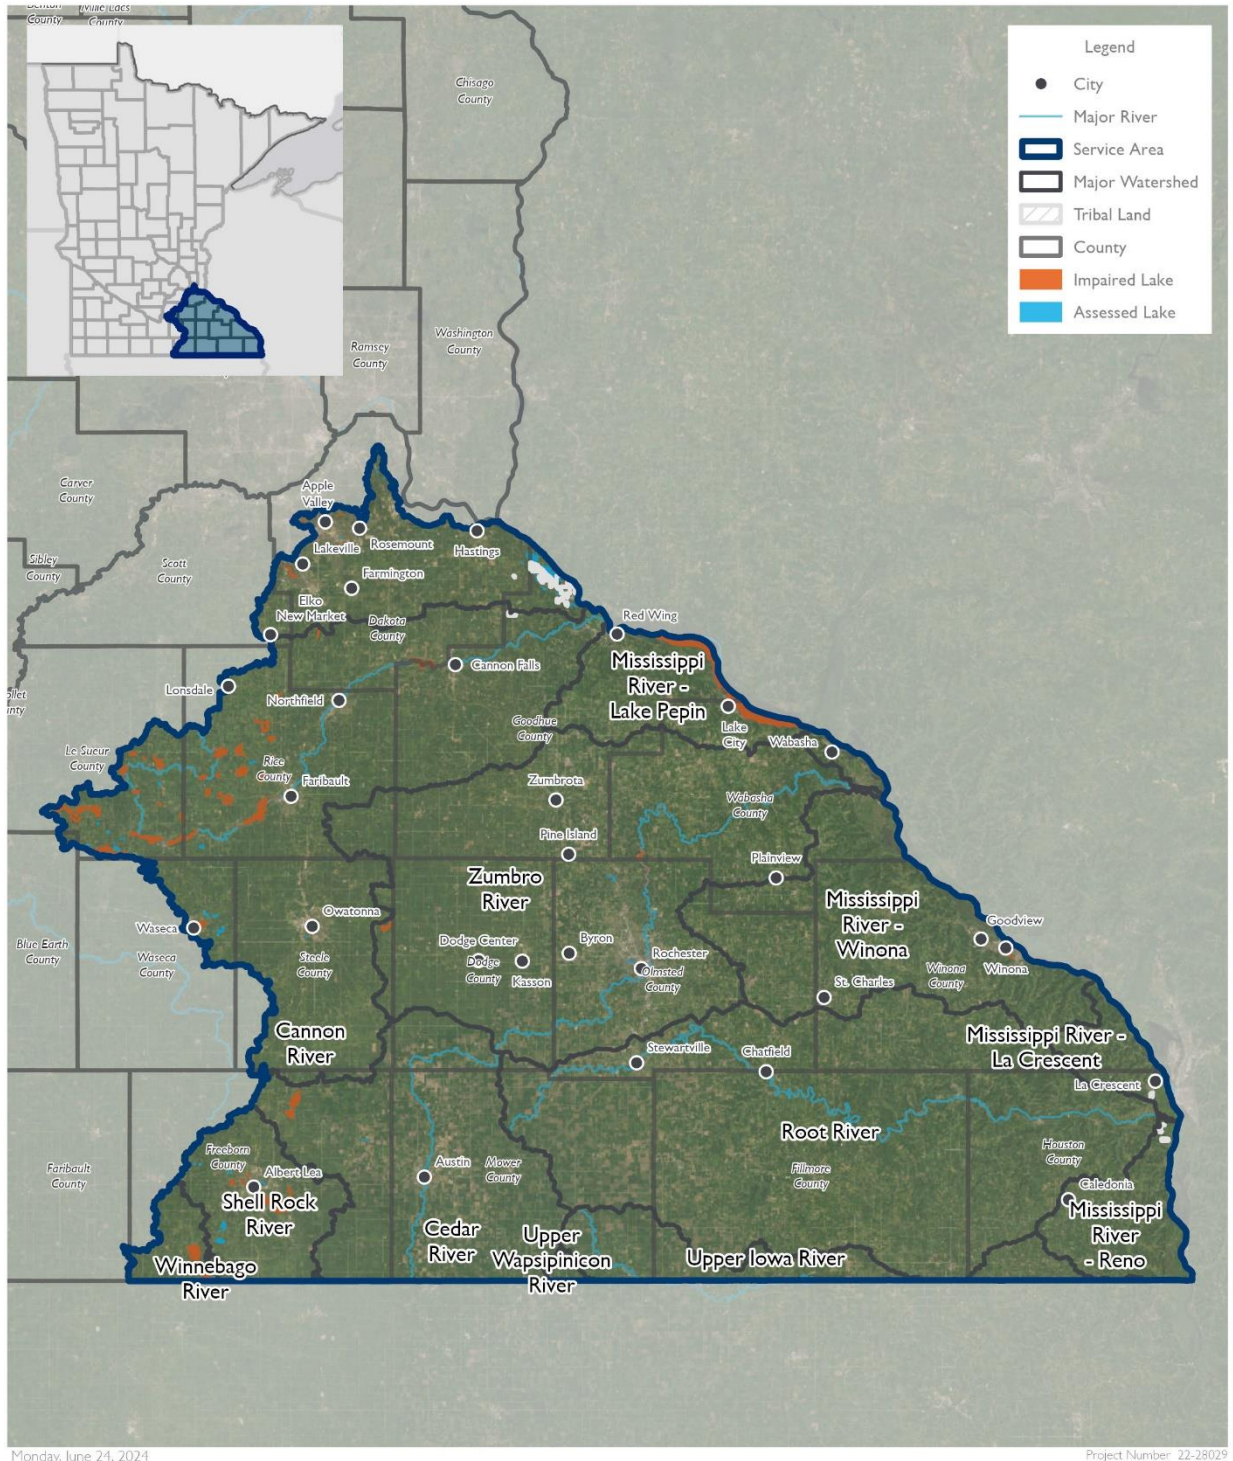 County
Mille Lacs
County
Chisago
County
Legend
City
Major River
Service Area
Major Watershed
Tribal Land
County
Impaired Lake
Assessed Lake
Washington
County
Ramsey
County
Carver
County
Sibley
County
Scott
County
Apple
Valley
Rosemount
Hastings
Lakeville
Farmington
Elko
New Market
Dakota
County
Red Wing
Cannon Falls
Mississippi
River -
Lake Pepin
Lonsdale
Northfield
Goodhue
County
Lake
City
Wabasha
Le Sueur
County
Rice
County
Faribault
Zumbrota
Wabasha
County
Pine Island
Plainview
Zumbro
River
Mississippi
River -
Winona
Owatonna
Waseca
Waseca
County
Blue Earth
County
Steele
County
Dodge Center
Dodge
County
Kasson
Byron
Rochester
Olmsted
County
Goodview
Winona
Winona
County
St. Charles
Cannon
River
Mississippi River -
La Crescent
Stewartville
Chatfield
La Crescent
Root River
Faribault
County
Freeborn
County
Albert Lea
Shell Rock
River
Austin
Mower
County
Fillmore
County
Houston
County
Caledonia
Mississippi
River
- Reno
Cedar
River
Upper
Wapsipinicon
River
Upper Iowa River
Winnebago
River
Monday, June 24, 2024
Project Number 22-28029